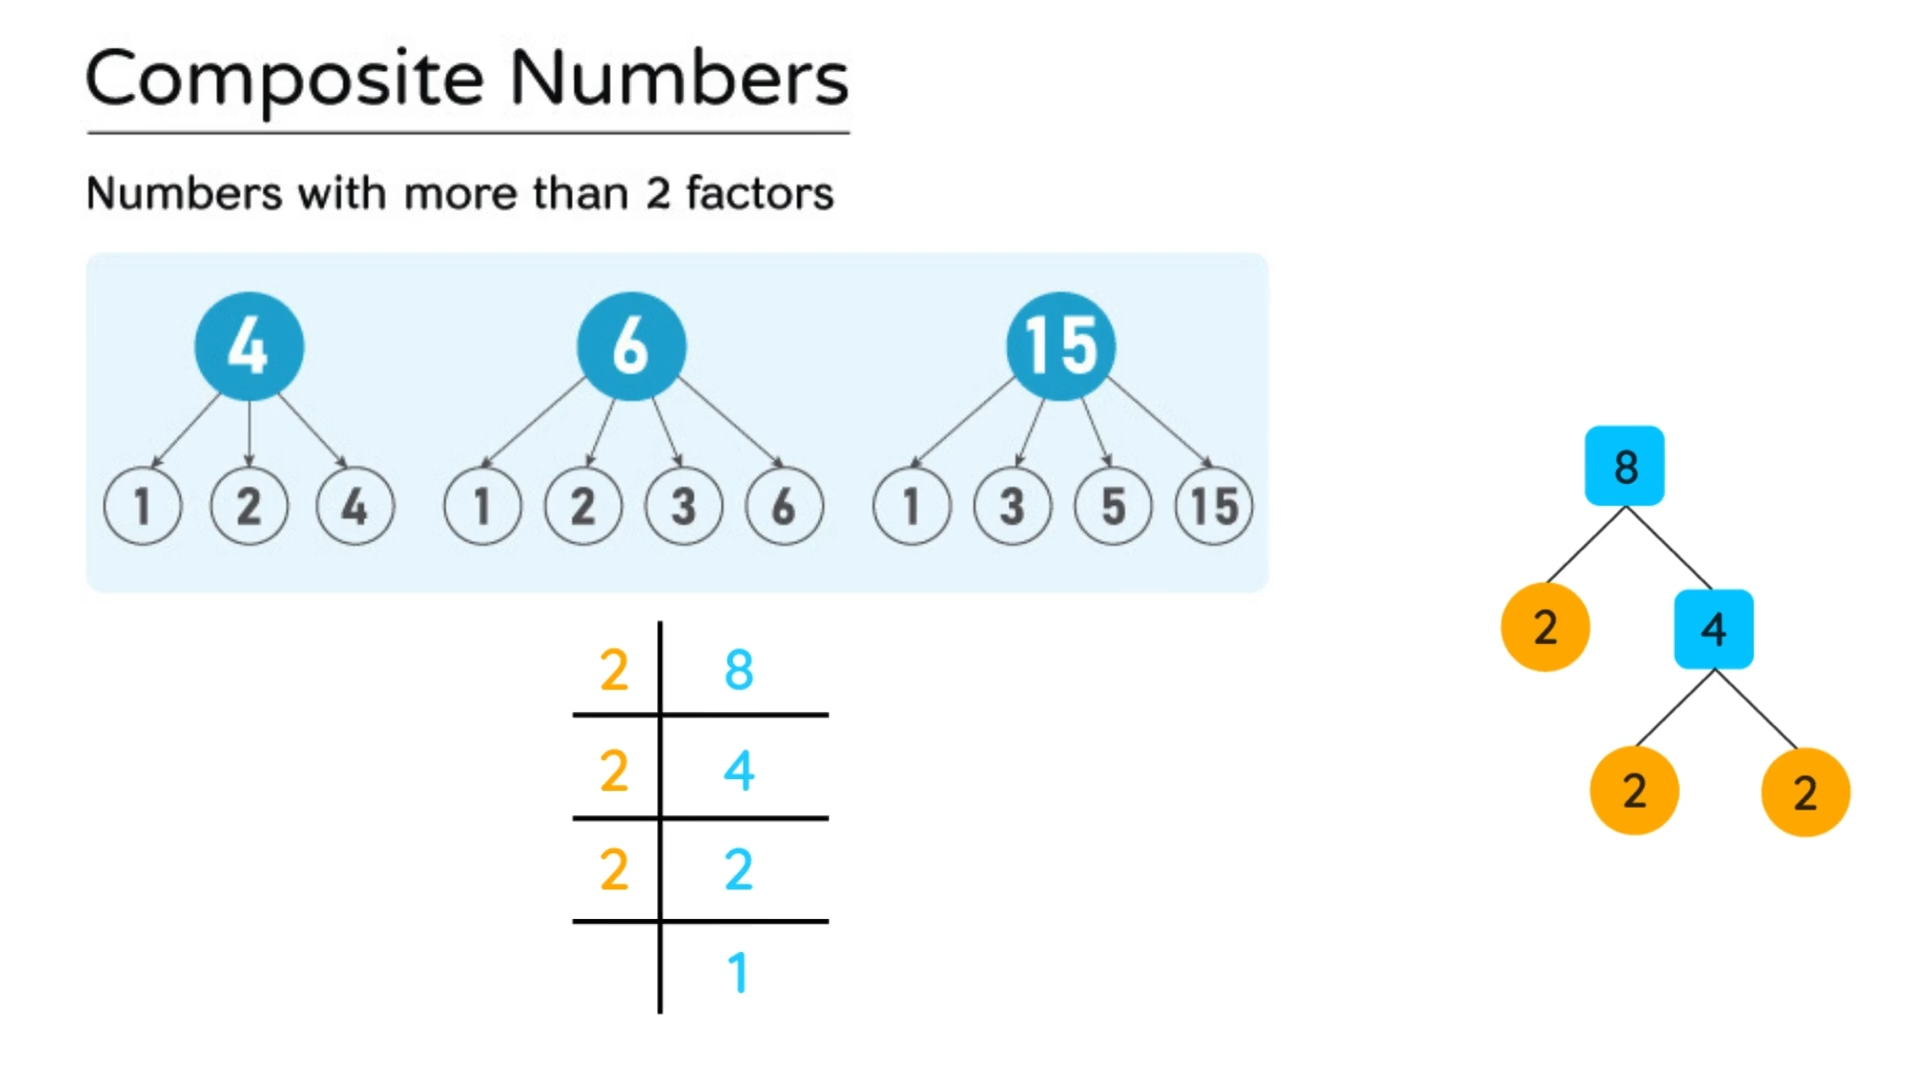 Composite Numbers
Numbers with more than 2 factors
4 6 15
1 2 4 1 2 3 6 1 3 5 15
2 8
2 4
2 2
1
8
2 4
2 2